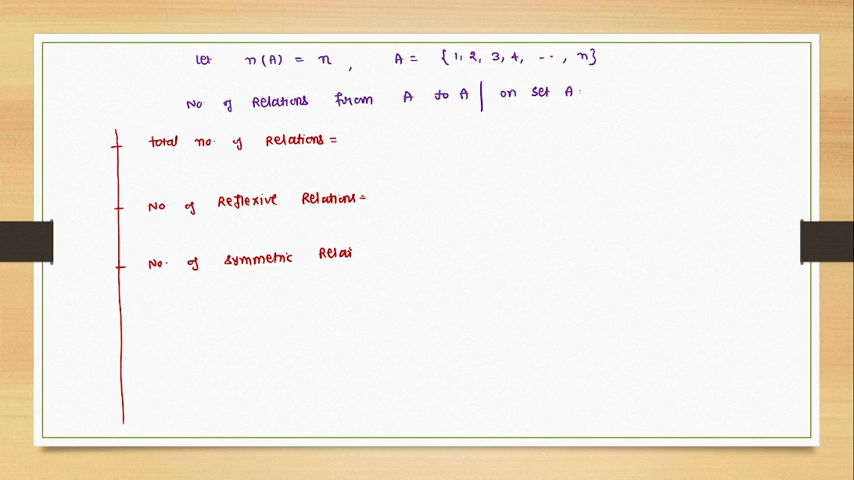 Let n(A) = n , A = {1, 2, 3, 4, ---, n}
No of Relations from A to A | on set A.
total no. of Relations =
No of Reflexive Relations =
No. of symmetric Relai